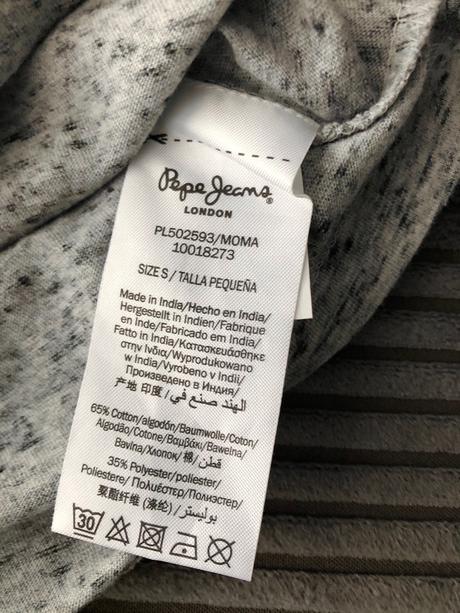 Pepe Jeans®
LONDON
PL502593/MOMA
10018273
SIZE S / TALLA PEQUEÑA
Made in India/Hecho en India/
Hergestellt in Indien/Fabrique
en Inde/Fabricado em India/
Fatto in India/Κατασκευάσθηκε
στην Ινδια/Wyprodukowano
w India/Vyrobeno v Indii/
Произведено в Индия/
产地 印度/ الهند صنع في/
65% Cotton/algodón/Baumwolle/Coton/
Algodão/Cotone/Βαμβάκι/Bawełna/
Bavlna/Хлопок/ 棉/ قطن/
35% Polyester/poliester/
Poliestere/ Πολυέστερ/Полиэстер/
聚酯纤维 (涤纶)/بوليستر/
30